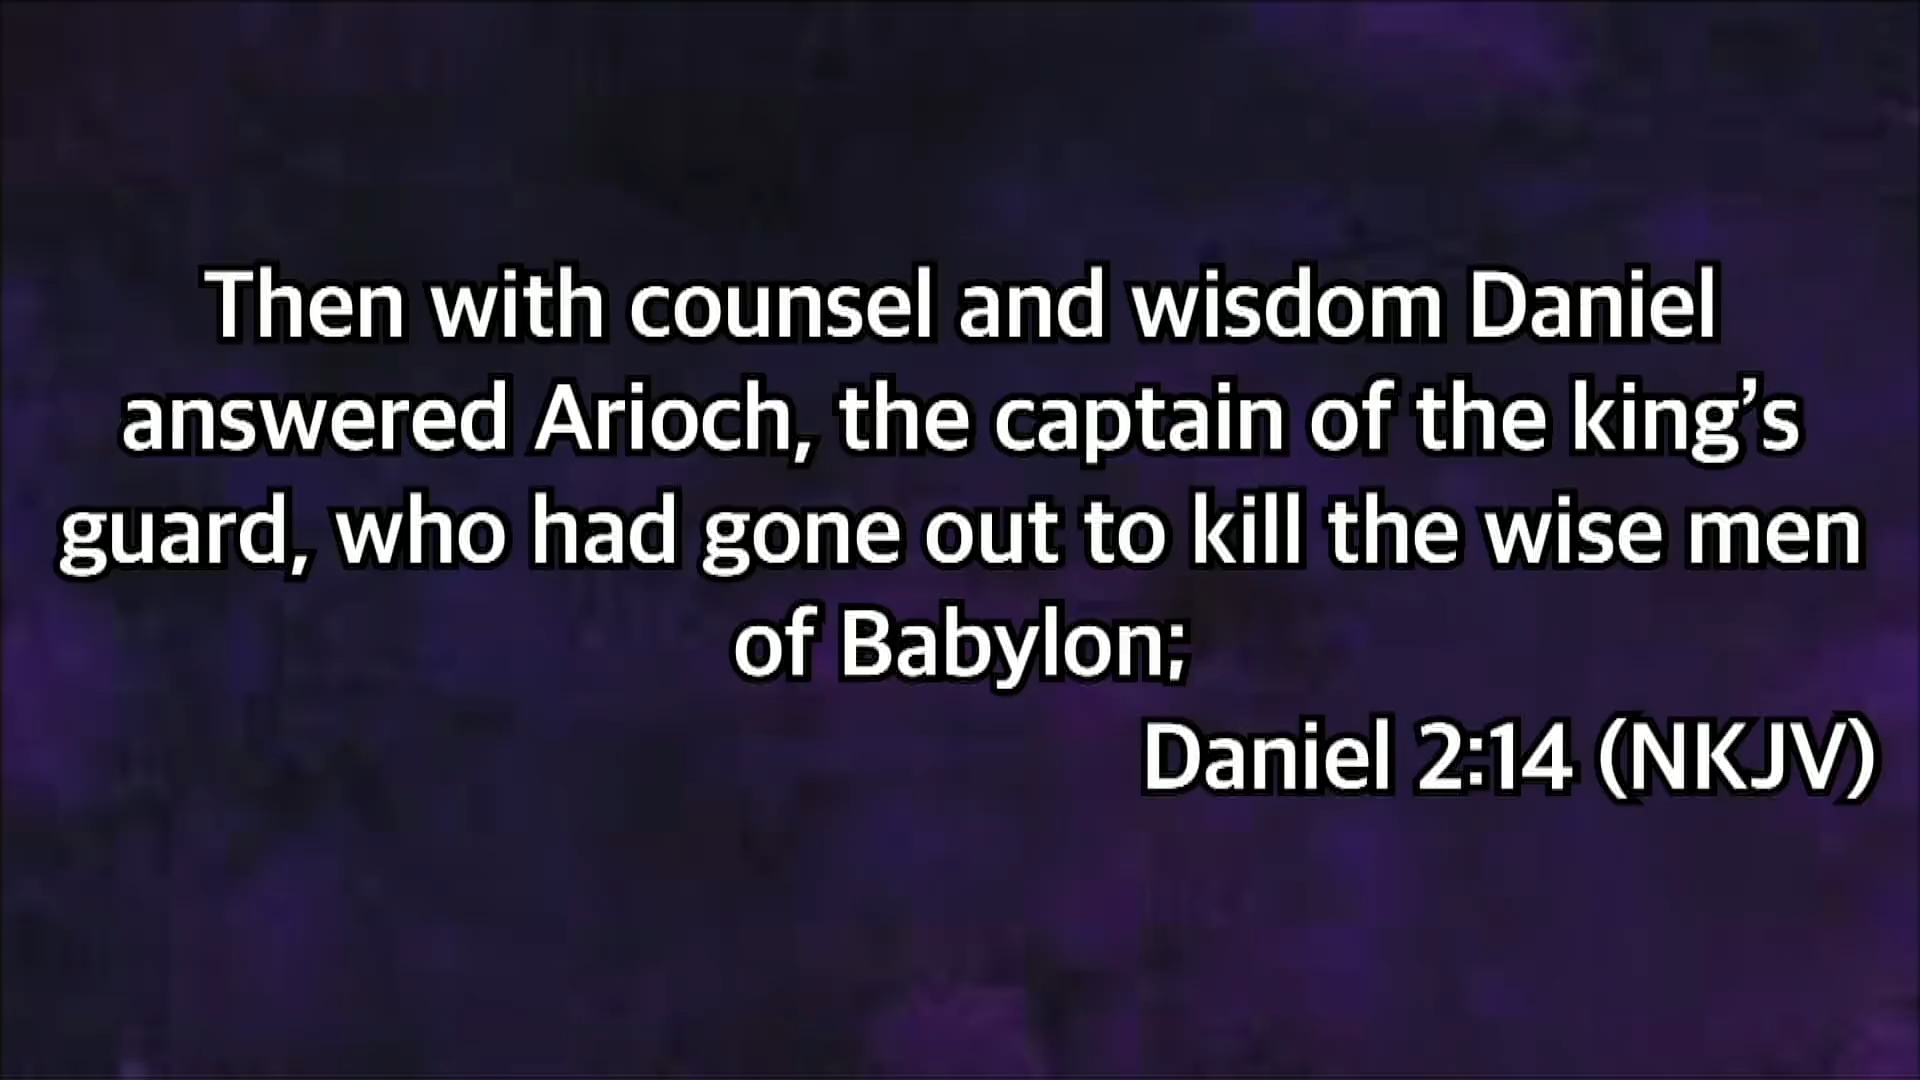 Then with counsel and wisdom Daniel
answered Arioch, the captain of the king’s
guard, who had gone out to kill the wise men
of Babylon;
Daniel 2:14 (NKJV)